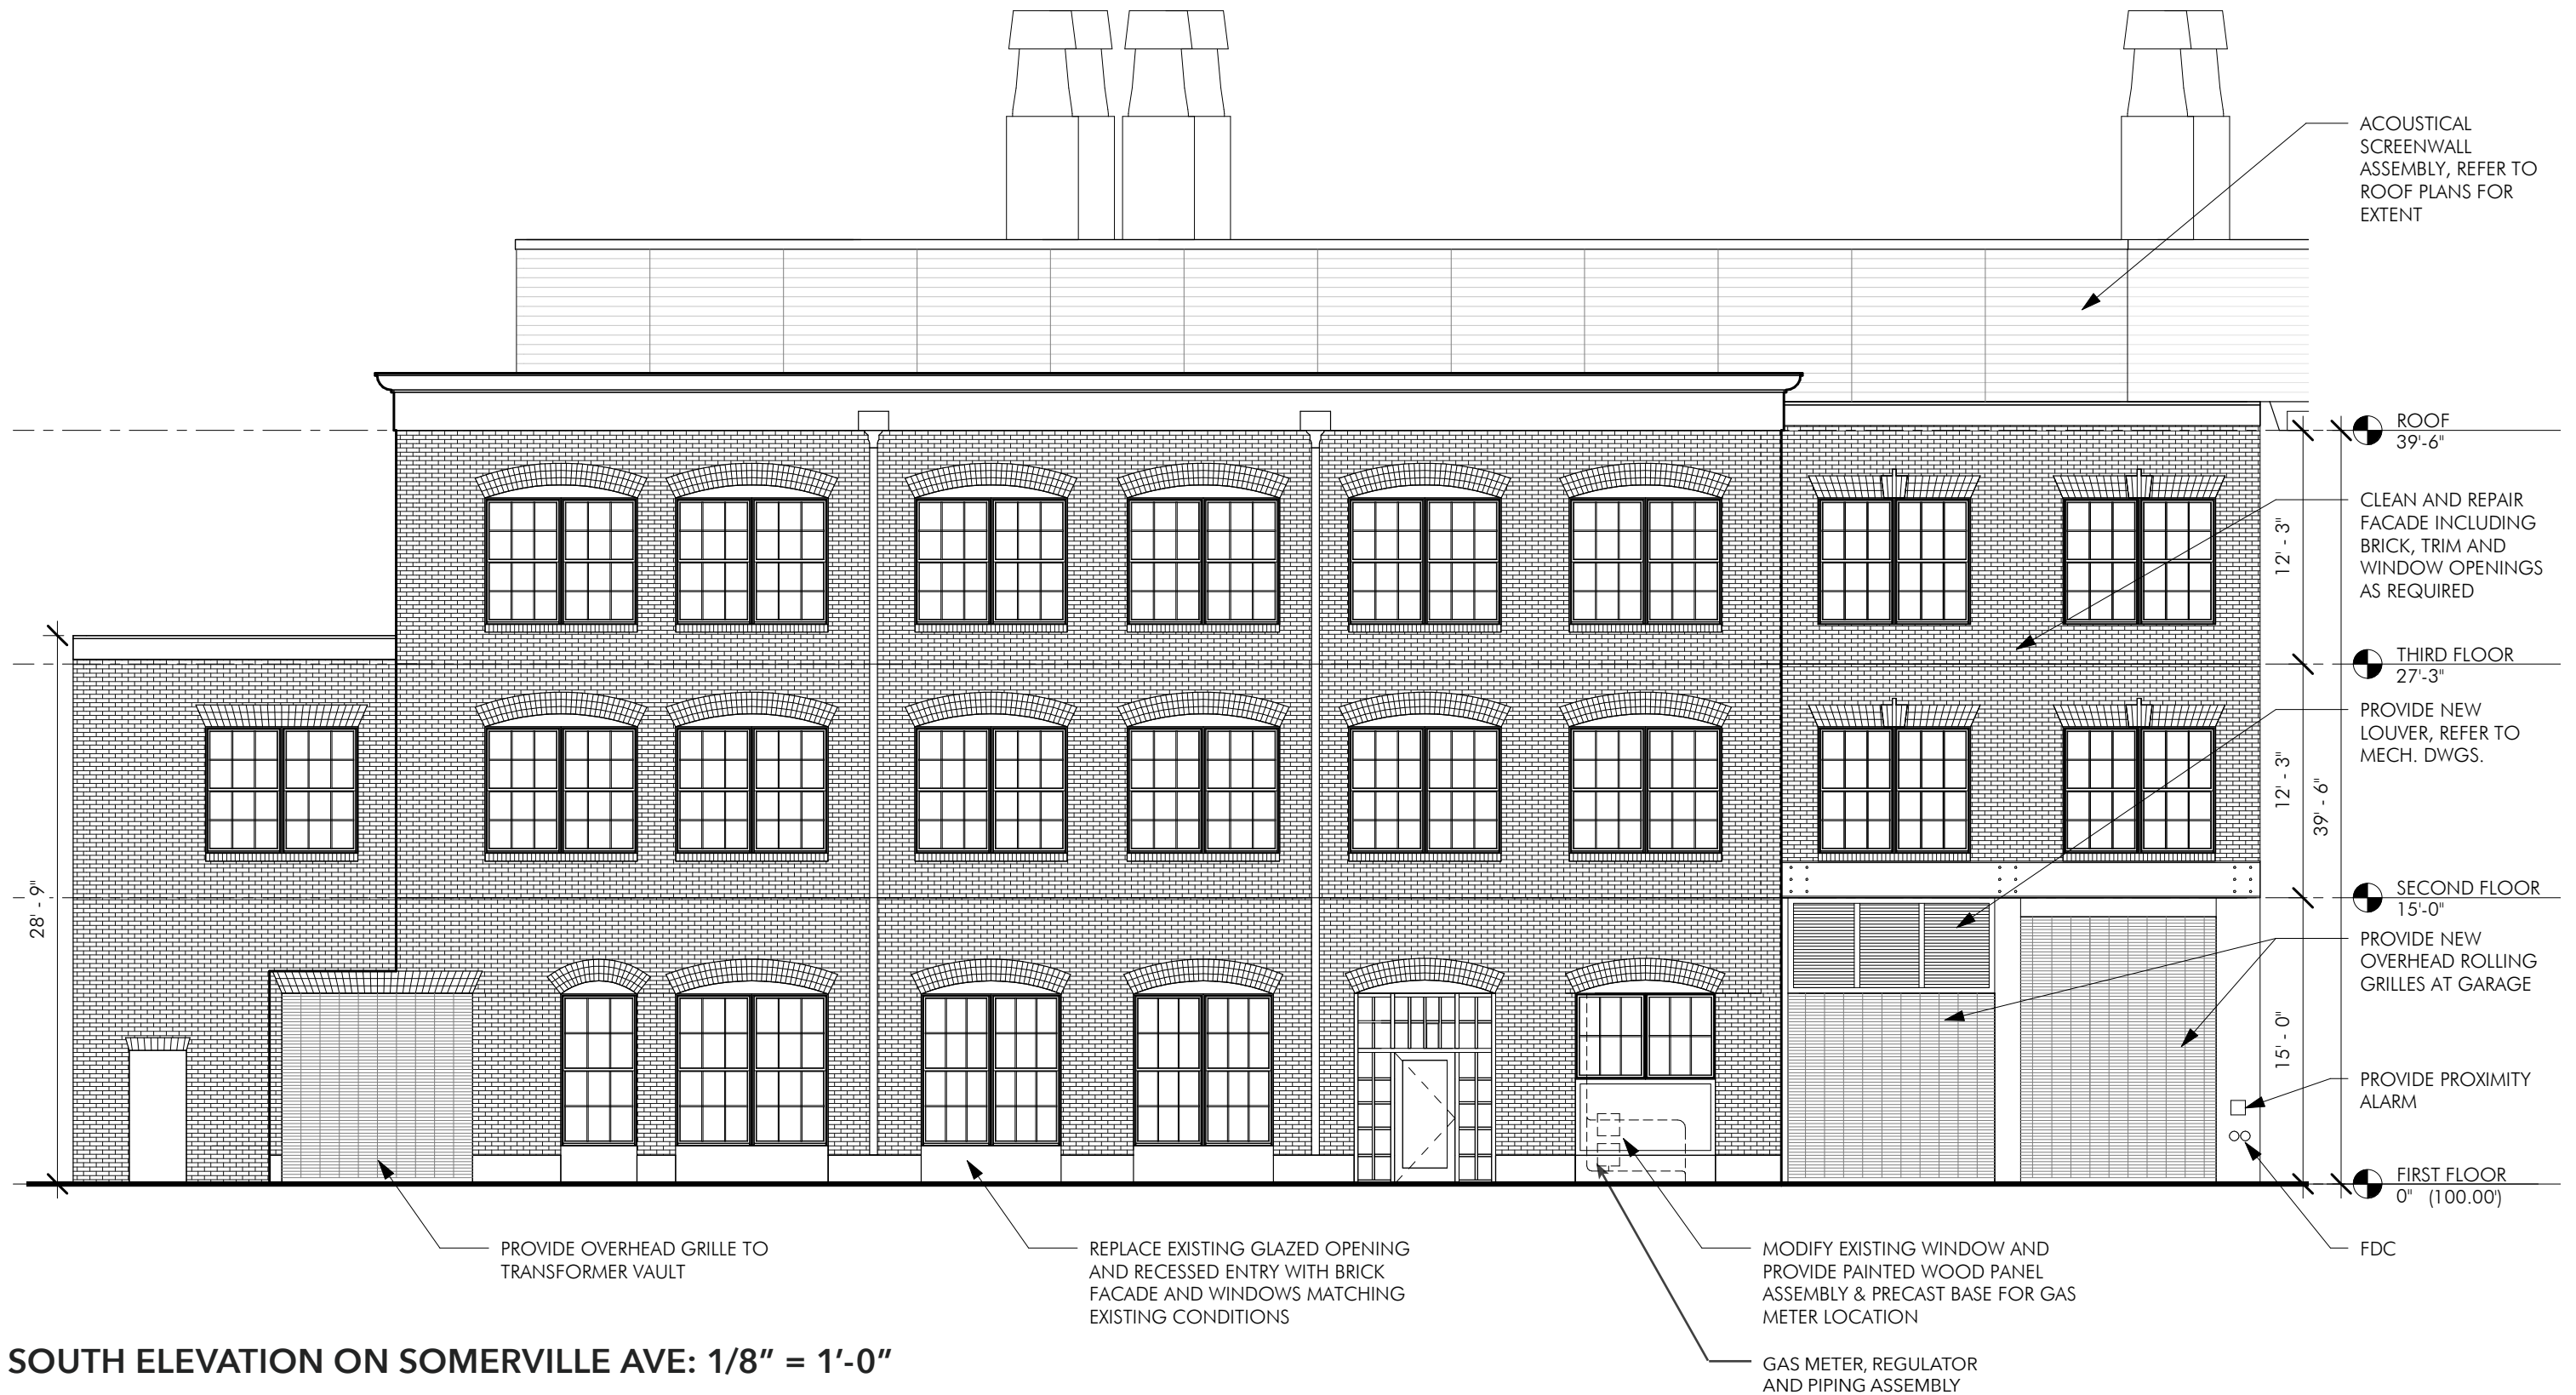 ACOUSTICAL
SCREENWALL
ASSEMBLY, REFER TO
ROOF PLANS FOR
EXTENT
ROOF
39'-6"
CLEAN AND REPAIR
FACADE INCLUDING
BRICK, TRIM AND
WINDOW OPENINGS
AS REQUIRED
12' - 3"
THIRD FLOOR
27'-3"
PROVIDE NEW
LOUVER, REFER TO
MECH. DWGS.
12' - 3"
39' - 6"
28' - 9"
SECOND FLOOR
15'-0"
PROVIDE NEW
OVERHEAD ROLLING
GRILLES AT GARAGE
15' - 0"
PROVIDE PROXIMITY
ALARM
FIRST FLOOR
0" (100.00')
FDC
PROVIDE OVERHEAD GRILLE TO
TRANSFORMER VAULT
REPLACE EXISTING GLAZED OPENING
AND RECESSED ENTRY WITH BRICK
FACADE AND WINDOWS MATCHING
EXISTING CONDITIONS
MODIFY EXISTING WINDOW AND
PROVIDE PAINTED WOOD PANEL
ASSEMBLY & PRECAST BASE FOR GAS
METER LOCATION
GAS METER, REGULATOR
AND PIPING ASSEMBLY
SOUTH ELEVATION ON SOMERVILLE AVE: 1/8” = 1’-0”